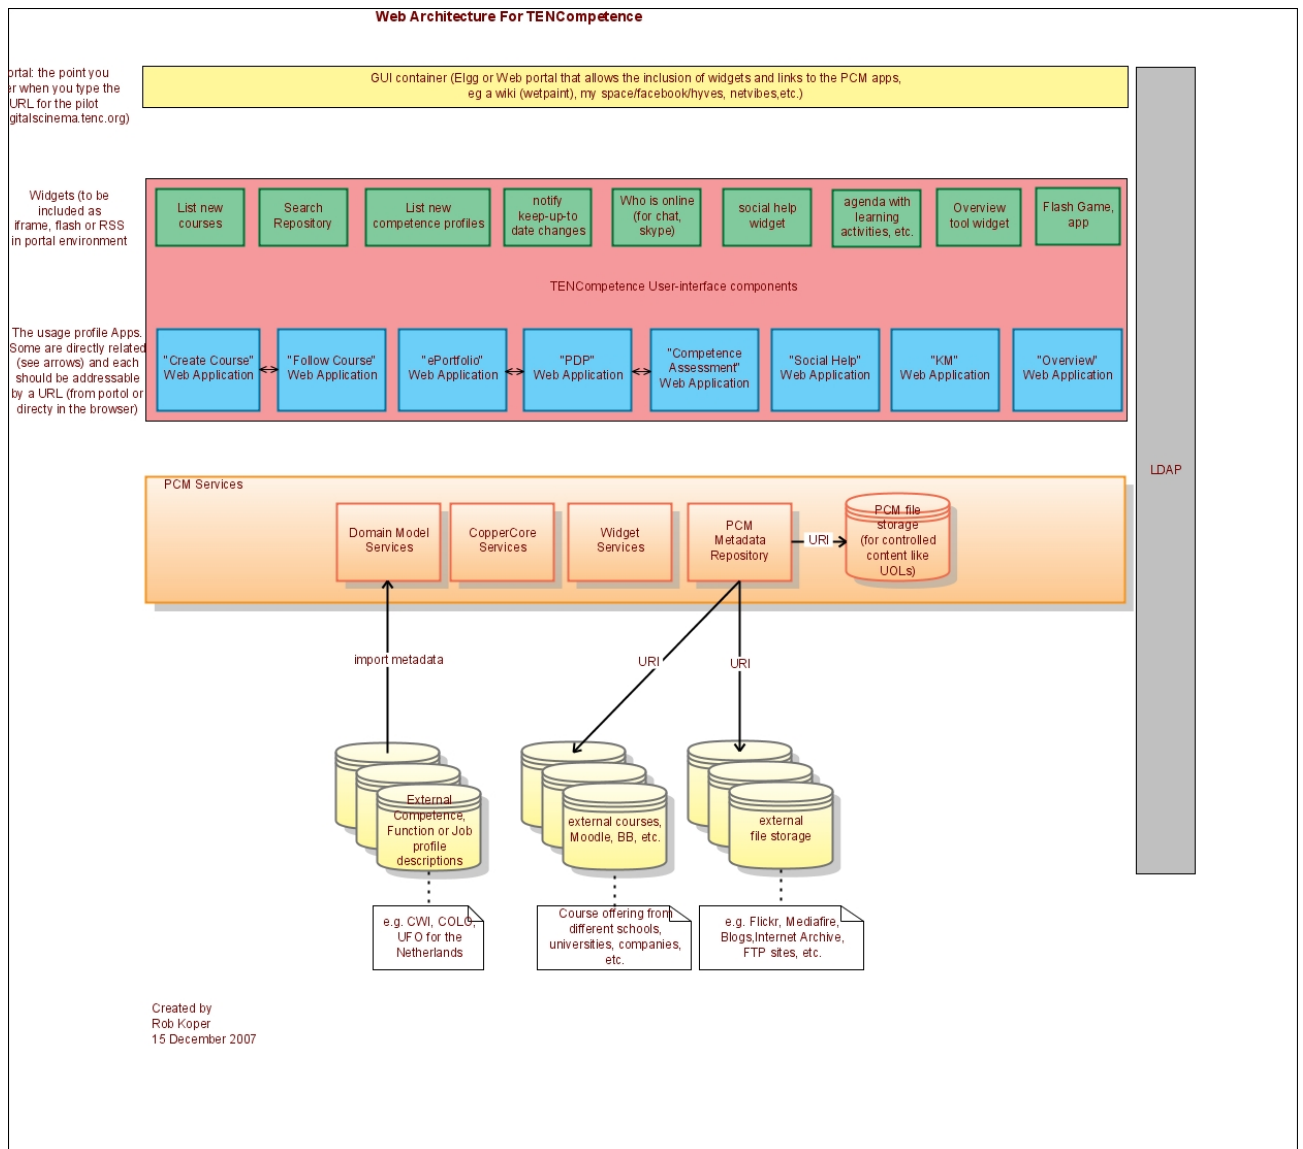 Web Architecture For TENCompetence
ortal: the point you
er when you type the
URL for the pilot
gitalscinema.tenc.org)
GUI container (Elgg or Web portal that allows the inclusion of widgets and links to the PCM apps,
eg a wiki (wetpaint), my space/facebook/hyves, netvibes,etc.)
Widgets (to be
included as
iframe, flash or RSS
in portal environment
List new
courses
Search
Repository
List new
competence profiles
notify
keep-up-to
date changes
Who is online
(for chat,
skype)
social help
widget
agenda with
learning
activities, etc.
Overview
tool widget
Flash Game,
app
TENCompetence User-interface components
The usage profile Apps.
Some are directly related
(see arrows) and each
should be addressable
by a URL (from portol or
directy in the browser)
"Create Course"
Web Application
"Follow Course"
Web Application
"ePortfolio"
Web Application
"PDP"
Web Application
"Competence
Assessment"
Web Application
"Social Help"
Web Application
"KM"
Web Application
"Overview"
Web Application
LDAP
PCM Services
Domain Model
Services
CopperCore
Services
Widget
Services
PCM
Metadata
Repository
URI
PCM file
storage
(for controlled
content like
UOLs)
import metadata
URI
URI
External
Competence,
Function or Job
profile
descriptions
external courses,
Moodle, BB, etc.
external
file storage
e.g. CWI, COLO,
UFO for the
Netherlands
Course offering from
different schools,
universities, companies,
etc.
e.g. Flickr, Mediafire,
Blogs,Internet Archive,
FTP sites, etc.
Created by
Rob Koper
15 December 2007